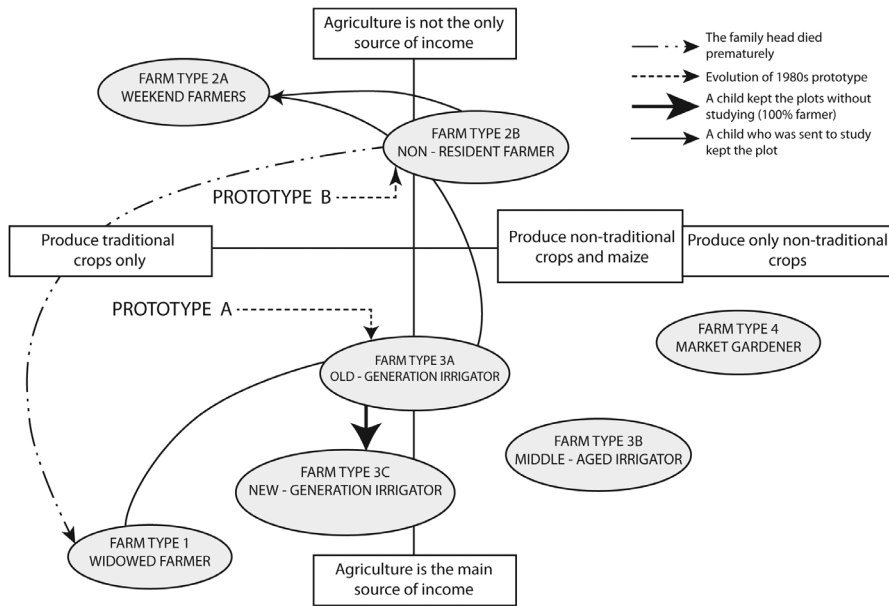 Agriculture is not the only
source of income
The family head died
prematurely
Evolution of 1980s prototype
A child kept the plots without
studying (100% farmer)
A child who was sent to study
kept the plot
FARM TYPE 2A
WEEKEND FARMERS
FARM TYPE 2B
NON - RESIDENT FARMER
PROTOTYPE B
Produce traditional
crops only
Produce non-traditional
crops and maize
Produce only non-traditional
crops
PROTOTYPE A
FARM TYPE 4
MARKET GARDENER
FARM TYPE 3A
OLD - GENERATION IRRIGATOR
FARM TYPE 3B
MIDDLE - AGED IRRIGATOR
FARM TYPE 3C
NEW - GENERATION IRRIGATOR
FARM TYPE 1
WIDOWED FARMER
Agriculture is the main
source of income